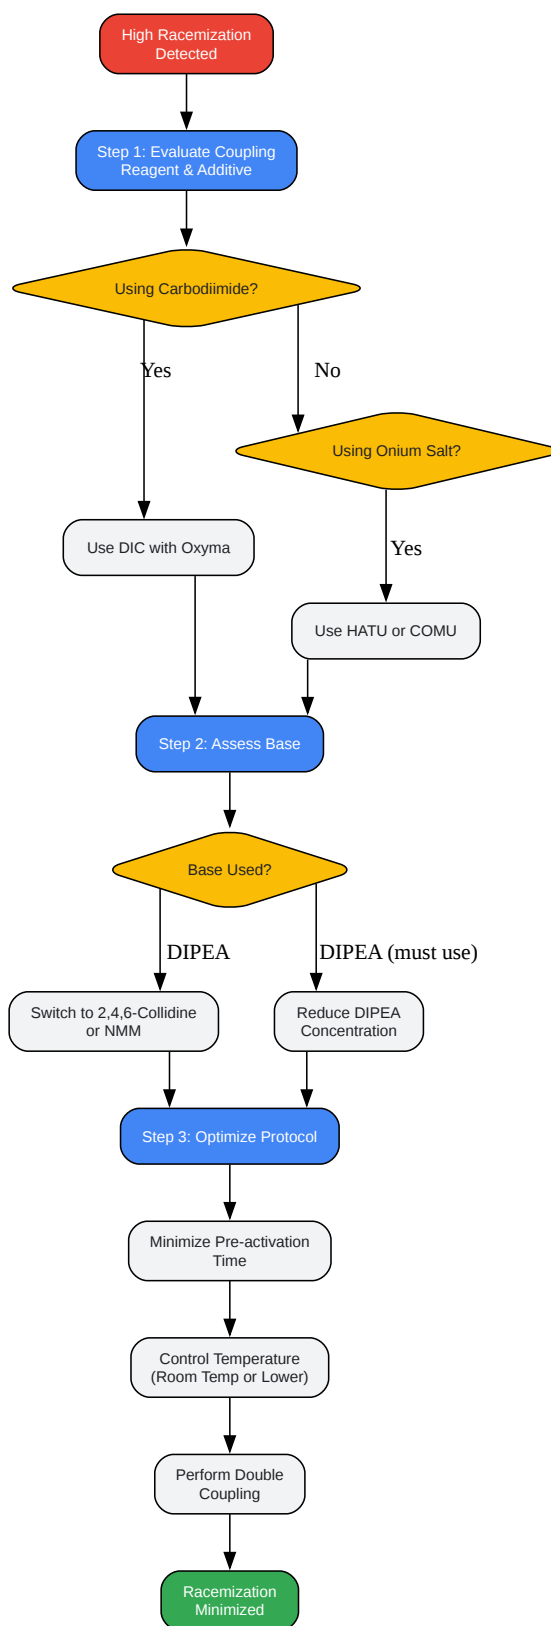 High Racemization
Detected
Step 1: Evaluate Coupling
Reagent & Additive
Using Carbodiimide?
Yes
No
Using Onium Salt?
Use DIC with Oxyma
Yes
Use HATU or COMU
Step 2: Assess Base
Base Used?
DIPEA
DIPEA (must use)
Switch to 2,4,6-Collidine
or NMM
Reduce DIPEA
Concentration
Step 3: Optimize Protocol
Minimize Pre-activation
Time
Control Temperature
(Room Temp or Lower)
Perform Double
Coupling
Racemization
Minimized